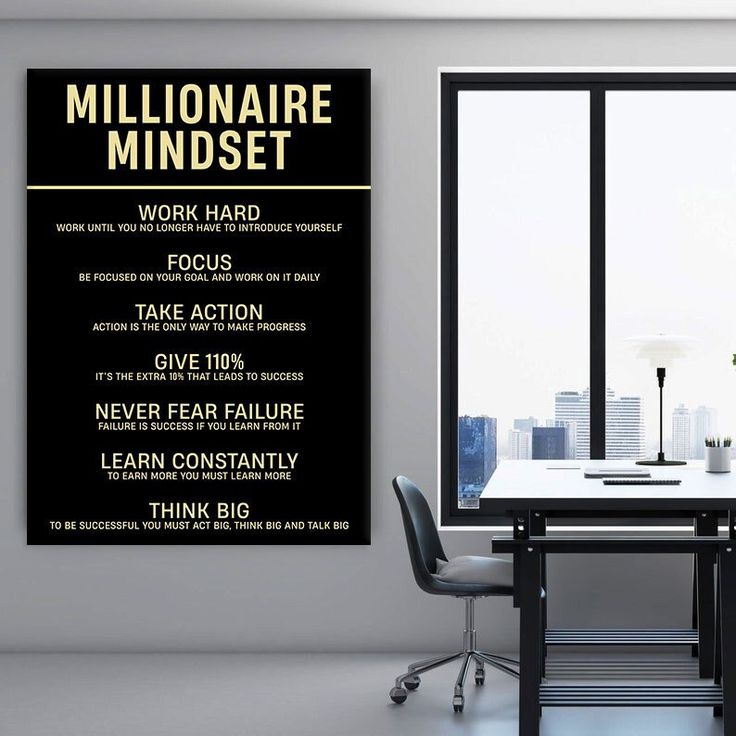 MILLIONAIRE
MINDSET
WORK HARD
WORK UNTIL YOU NO LONGER HAVE TO INTRODUCE YOURSELF
FOCUS
BE FOCUSED ON YOUR GOAL AND WORK ON IT DAILY
TAKE ACTION
ACTION IS THE ONLY WAY TO MAKE PROGRESS
GIVE 110%
IT'S THE EXTRA 10% THAT LEADS TO SUCCESS
NEVER FEAR FAILURE
FAILURE IS SUCCESS IF YOU LEARN FROM IT
LEARN CONSTANTLY
TO EARN MORE YOU MUST LEARN MORE
THINK BIG
TO BE SUCCESSFUL YOU MUST ACT BIG, THINK BIG AND TALK BIG